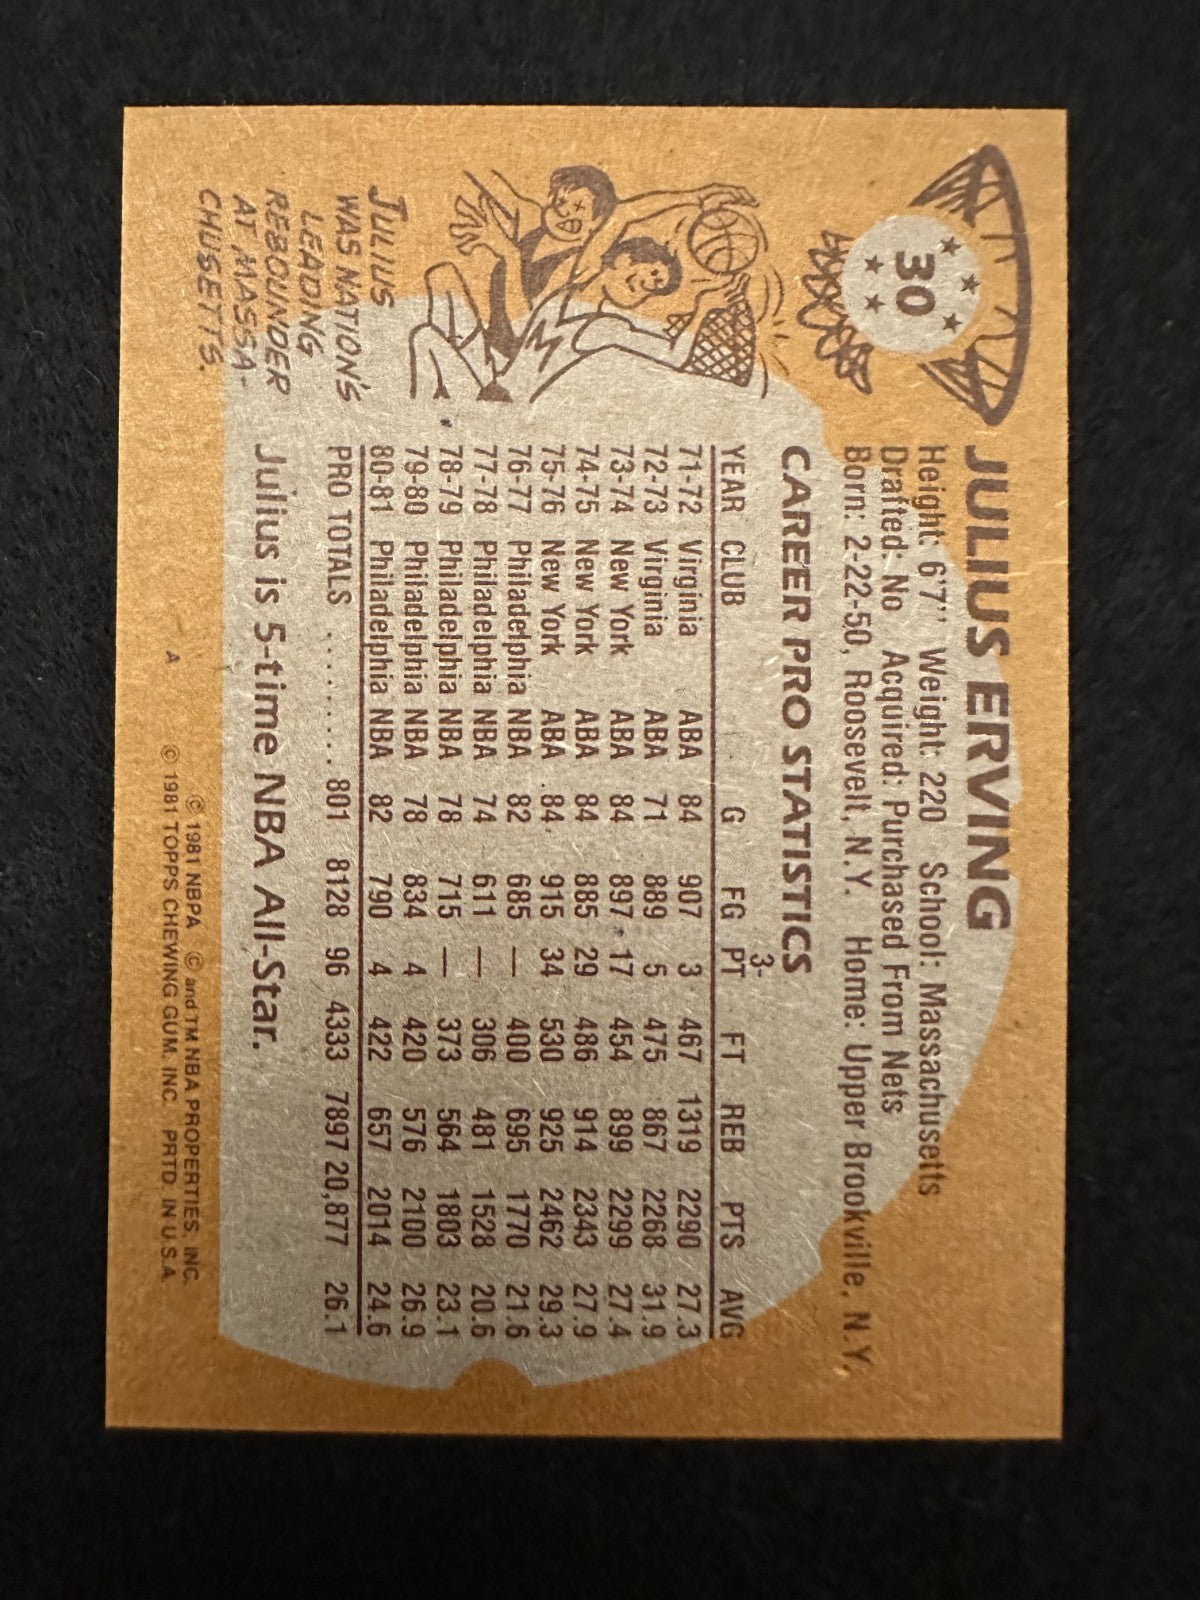 30
JULIUS ERVING
Height: 6'7'' Weight: 220 School: Massachusetts
Drafted: No Acquired: Purchased From Nets
Born: 2-22-50, Roosevelt, N.Y. Home: Upper Brookville, N.Y.
CAREER PRO STATISTICS
3-
YEAR CLUB G FG PT FT REB PTS AVG
71-72 Virginia ABA 84 907 3 467 1319 2290 27.3
72-73 Virginia ABA 71 889 5 475 867 2268 31.9
73-74 New York ABA 84 897 17 454 899 2299 27.4
74-75 New York ABA 84 885 29 486 914 2343 27.9
75-76 New York ABA 84 915 34 530 925 2462 29.3
76-77 Philadelphia NBA 82 685 — 400 695 1770 21.6
77-78 Philadelphia NBA 74 611 — 306 481 1528 20.6
78-79 Philadelphia NBA 78 715 — 373 564 1803 23.1
79-80 Philadelphia NBA 78 834 4 420 576 2100 26.9
80-81 Philadelphia NBA 82 790 4 422 657 2014 24.6
PRO TOTALS ......... 801 8128 96 4333 7897 20,877 26.1
JULIUS
WAS NATION'S
LEADING
REBOUNDER
AT MASSA-
CHUSETTS.
Julius is 5-time NBA All-Star.
© 1981 NBPA © and TM NBA PROPERTIES, INC.
A © 1981 TOPPS CHEWING GUM, INC. PRTD. IN U.S.A.